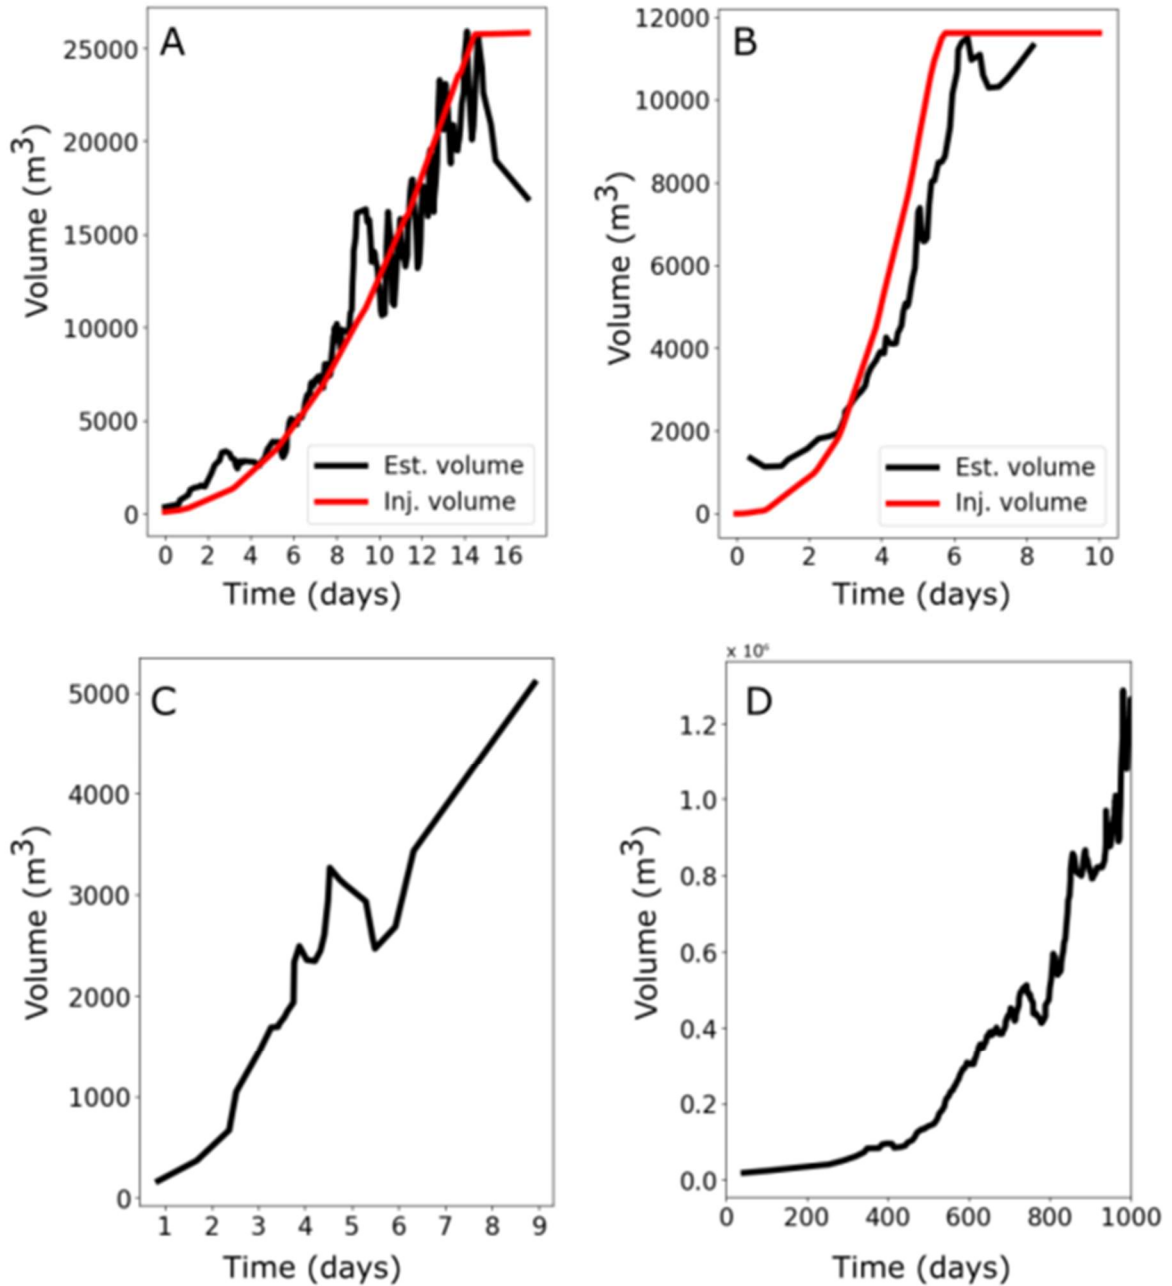 A
Volume (m³)
25000
20000
15000
10000
5000
0
Est. volume
Inj. volume
0 2 4 6 8 10 12 14 16
Time (days)
B
Volume (m³)
12000
10000
8000
6000
4000
2000
0
Est. volume
Inj. volume
0 2 4 6 8 10
Time (days)
C
Volume (m³)
5000
4000
3000
2000
1000
0
1 2 3 4 5 6 7 8 9
Time (days)
x 10⁶
D
Volume (m³)
1.2
1.0
0.8
0.6
0.4
0.2
0.0
0 200 400 600 800 1000
Time (days)